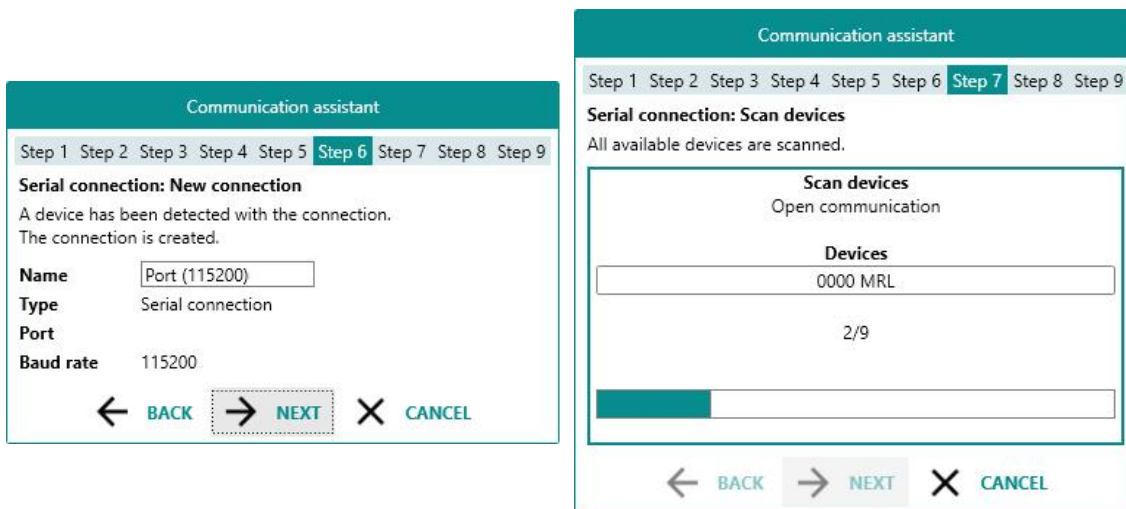 Communication assistant
Step 1 Step 2 Step 3 Step 4 Step 5 Step 6 Step 7 Step 8 Step 9
Serial connection: New connection
A device has been detected with the connection.
The connection is created.
Name Port (115200)
Type Serial connection
Port
Baud rate 115200
BACK NEXT CANCEL
Communication assistant
Step 1 Step 2 Step 3 Step 4 Step 5 Step 6 Step 7 Step 8 Step 9
Serial connection: Scan devices
All available devices are scanned.
Scan devices
Open communication
Devices
0000 MRL
2/9
BACK NEXT CANCEL